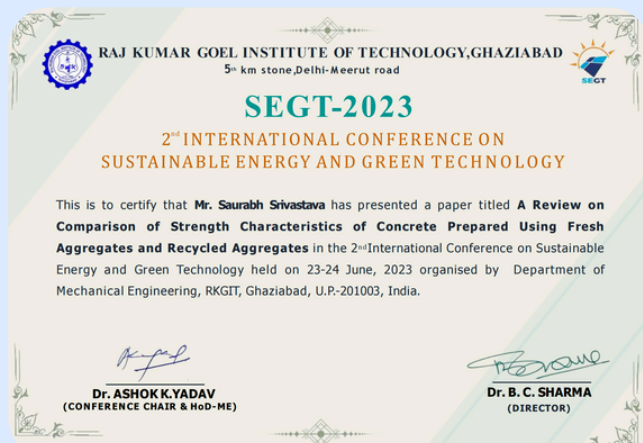 RAJ KUMAR GOEL INSTITUTE OF TECHNOLOGY,GHAZIABAD
5th km stone,Delhi-Meerut road
SEGT
SEGT-2023
2nd INTERNATIONAL CONFERENCE ON
SUSTAINABLE ENERGY AND GREEN TECHNOLOGY
This is to certify that Mr. Saurabh Srivastava has presented a paper titled A Review on
Comparison of Strength Characteristics of Concrete Prepared Using Fresh
Aggregates and Recycled Aggregates in the 2nd International Conference on Sustainable
Energy and Green Technology held on 23-24 June, 2023 organised by Department of
Mechanical Engineering, RKGIT, Ghaziabad, U.P.-201003, India.
Dr. ASHOK K.YADAV
(CONFERENCE CHAIR & HoD-ME)
Dr. B. C. SHARMA
(DIRECTOR)